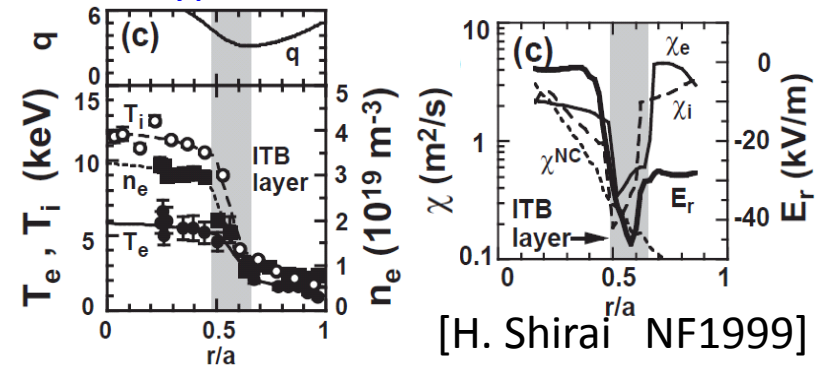 6
(c)
q
0
q
15
10
5
0
T_e , T_i (keV)
T_i
n_e
T_e
ITB
layer
5
4
3
2
1
0
n_e (10^19 m^-3)
0
0.5
1
r/a
10
1
0.1
χ (m^2/s)
(c)
χ_e
χ_i
χ^NC
E_r
ITB
layer
0
-20
-40
E_r (kV/m)
0
0.5
1
r/a
[H. Shirai NF1999]